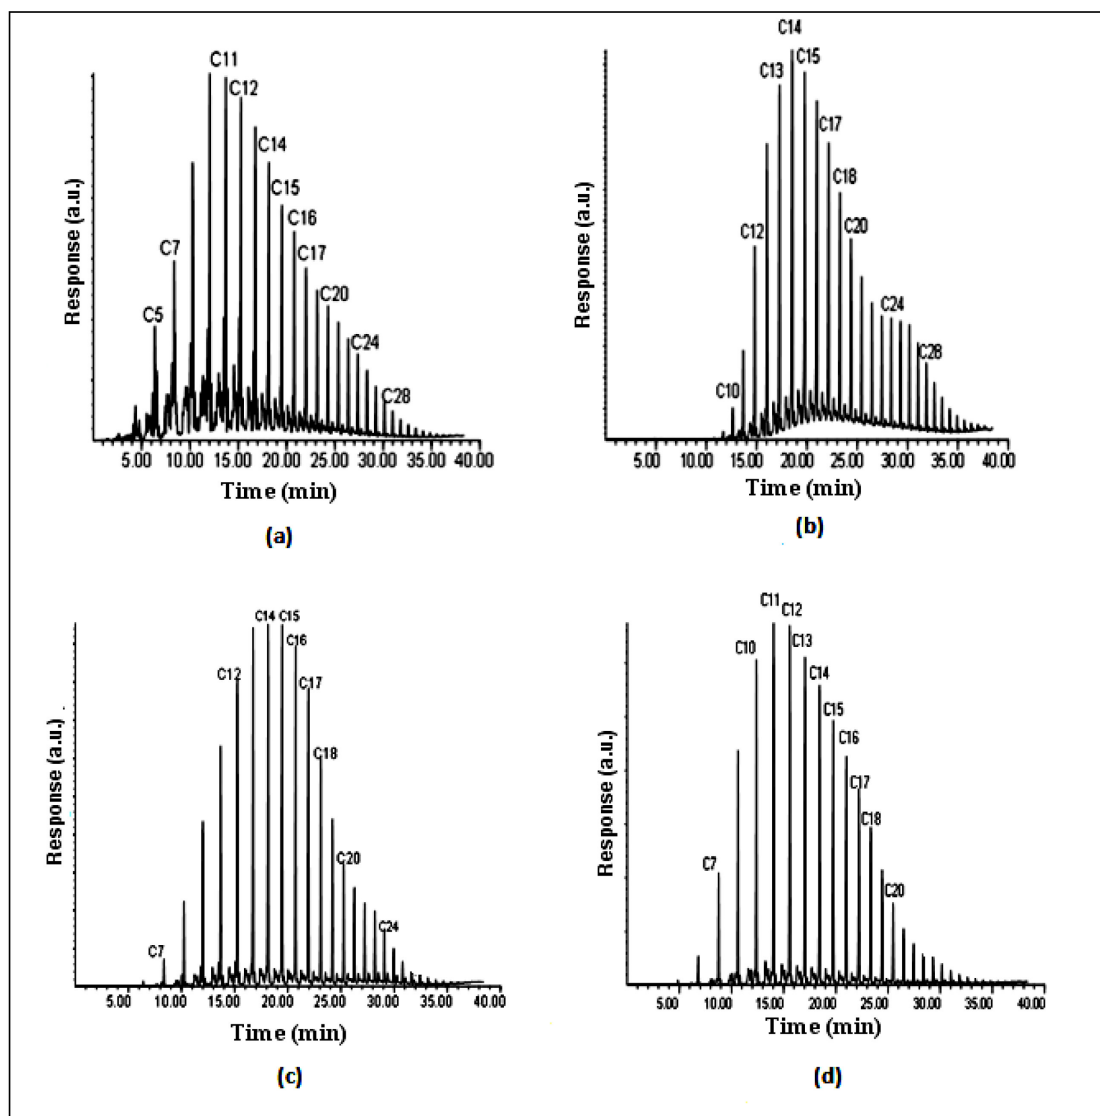 C11
C12
C14
C15
C16
C17
C7
C20
C5
C24
C28
Response (a.u.)
5.00 10.00 15.00 20.00 25.00 30.00 35.00 40.00
Time (min)
(a)
C14
C15
C13
C17
C18
C12
C20
C24
C28
C10
Response (a.u.)
5.00 10.00 15.00 20.00 25.00 30.00 35.00 40.00
Time (min)
(b)
C14 C15
C16
C12 C17
C18
C20
C24
C7
Response (a.u.)
5.00 10.00 15.00 20.00 25.00 30.00 35.00 40.00
Time (min)
(c)
C11
C12
C10 C13
C14
C15
C16
C17
C18
C7
C20
Response (a.u.)
5.00 10.00 15.00 20.00 25.00 30.00 35.00 40.00
Time (min)
(d)